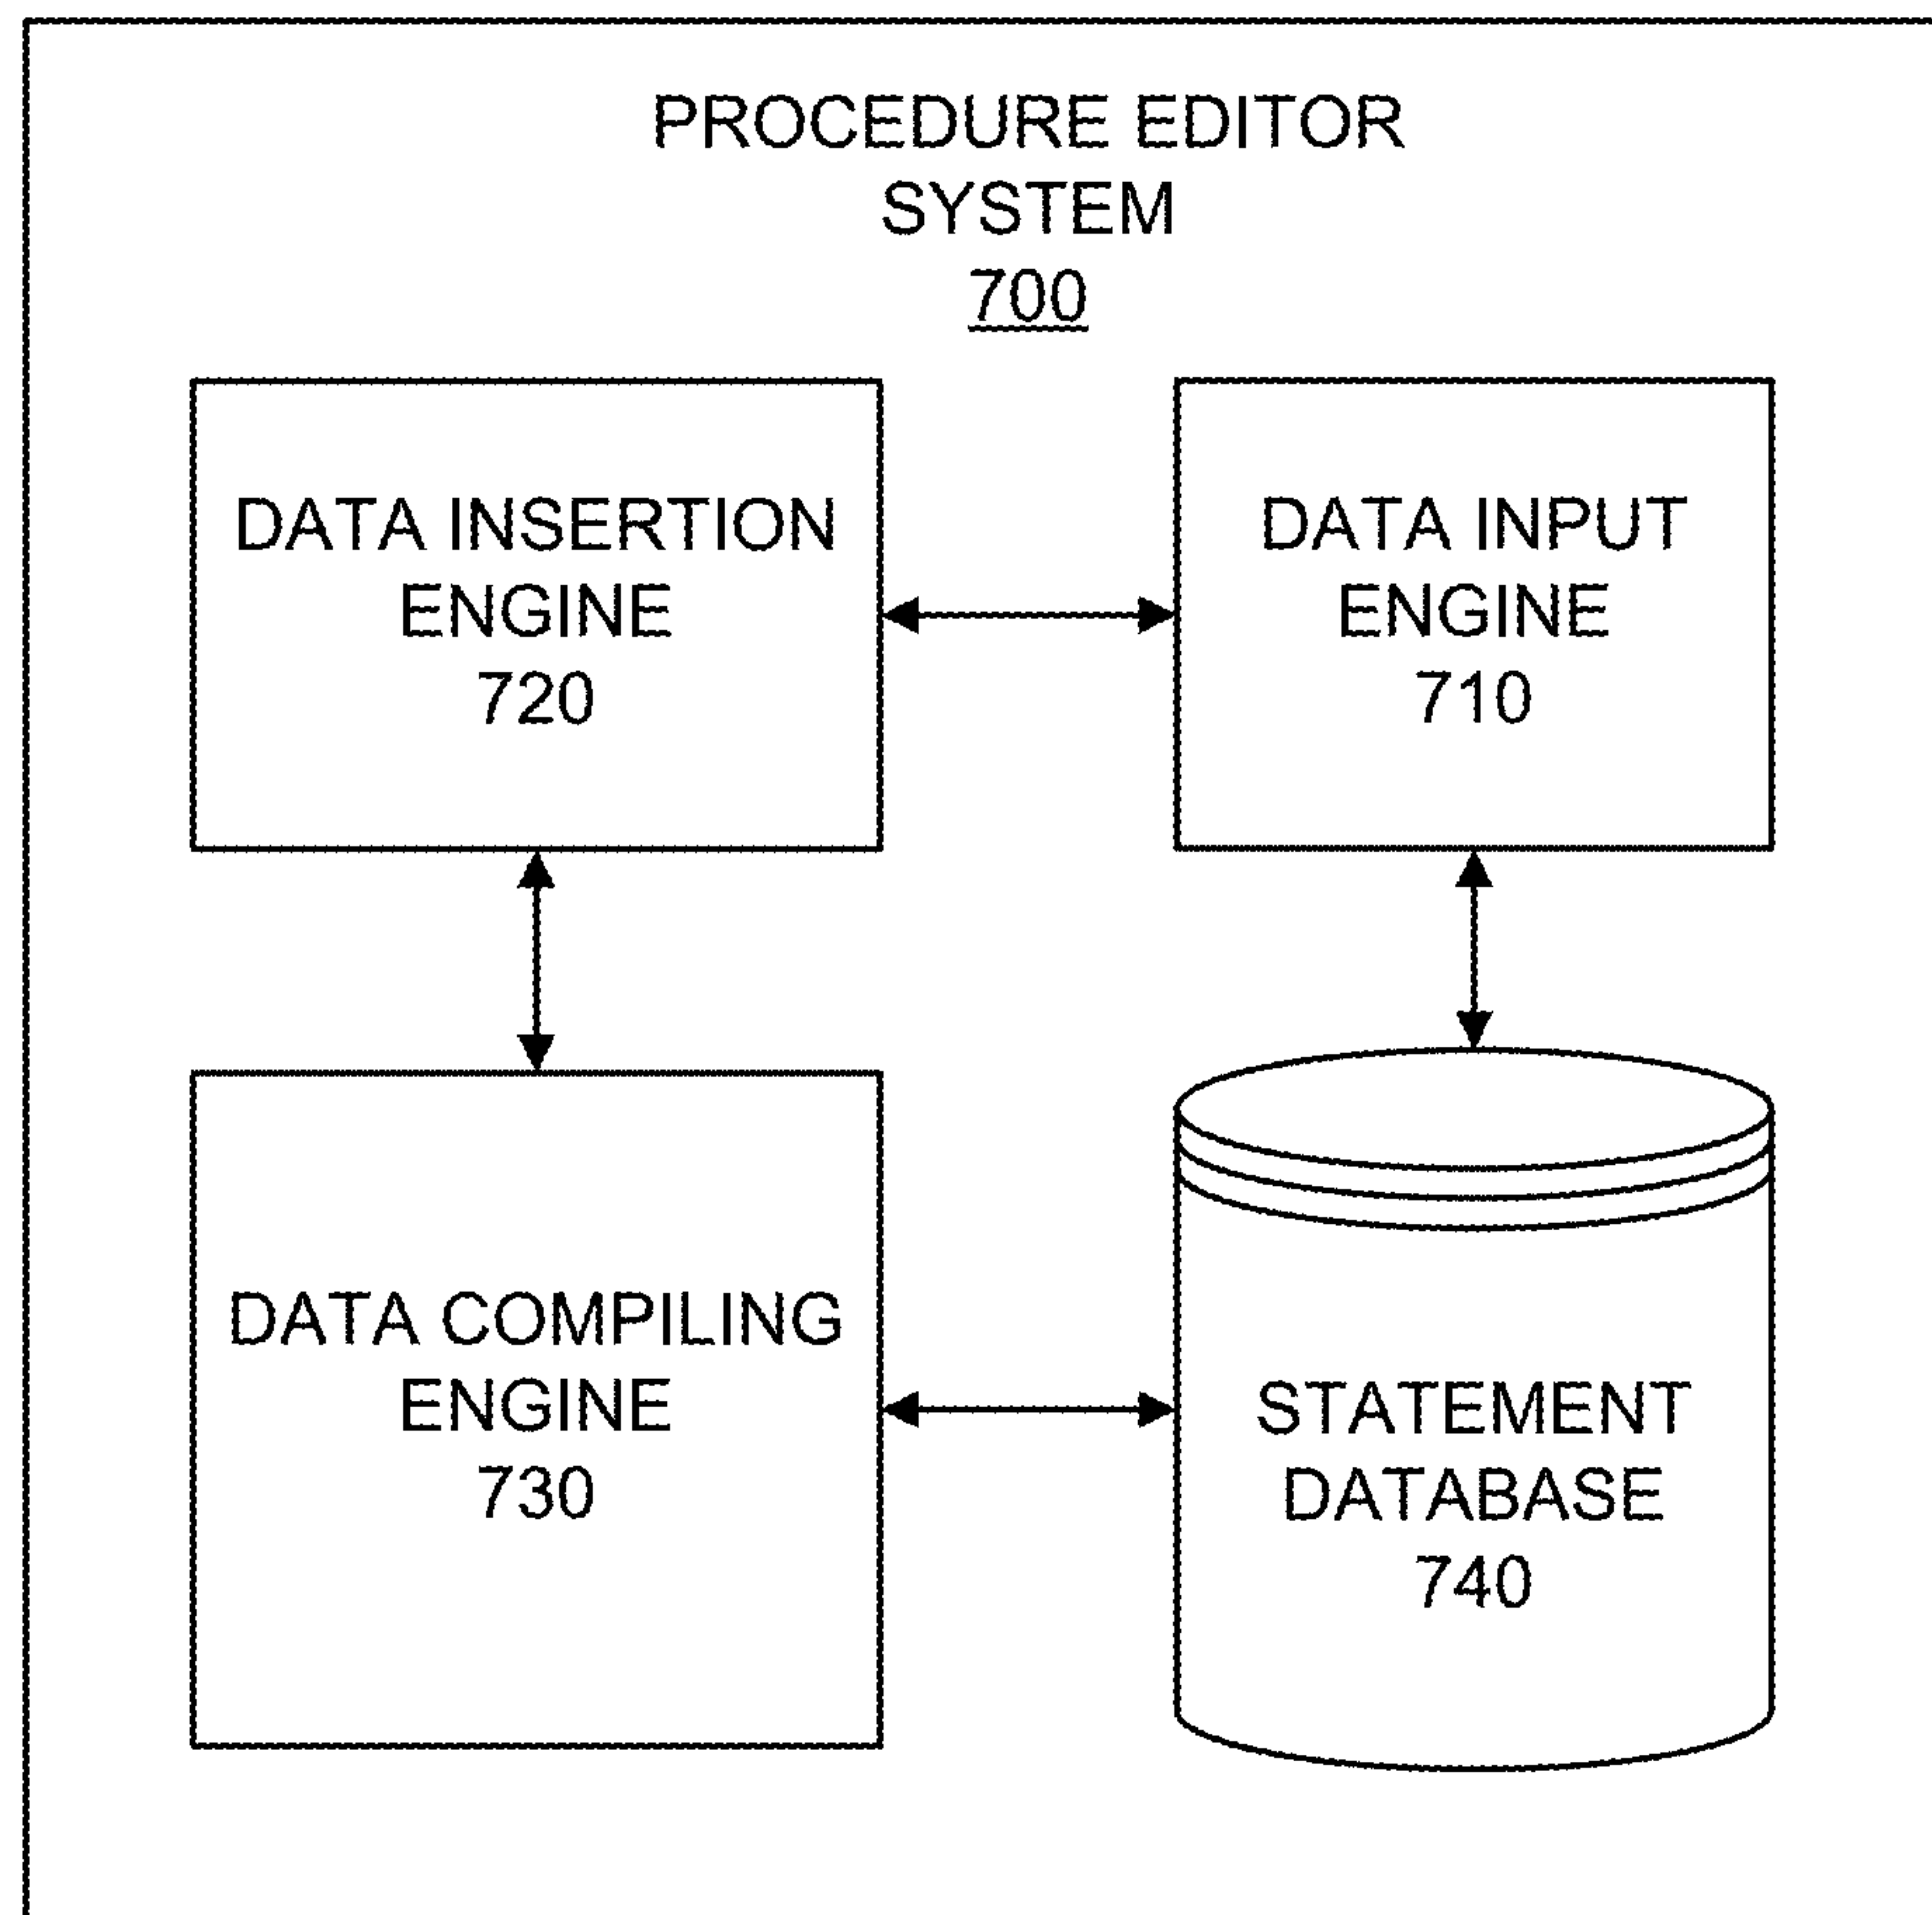 PROCEDURE EDITOR
SYSTEM
700
DATA INSERTION
ENGINE
720
DATA INPUT
ENGINE
710
DATA COMPILING
ENGINE
730
STATEMENT
DATABASE
740